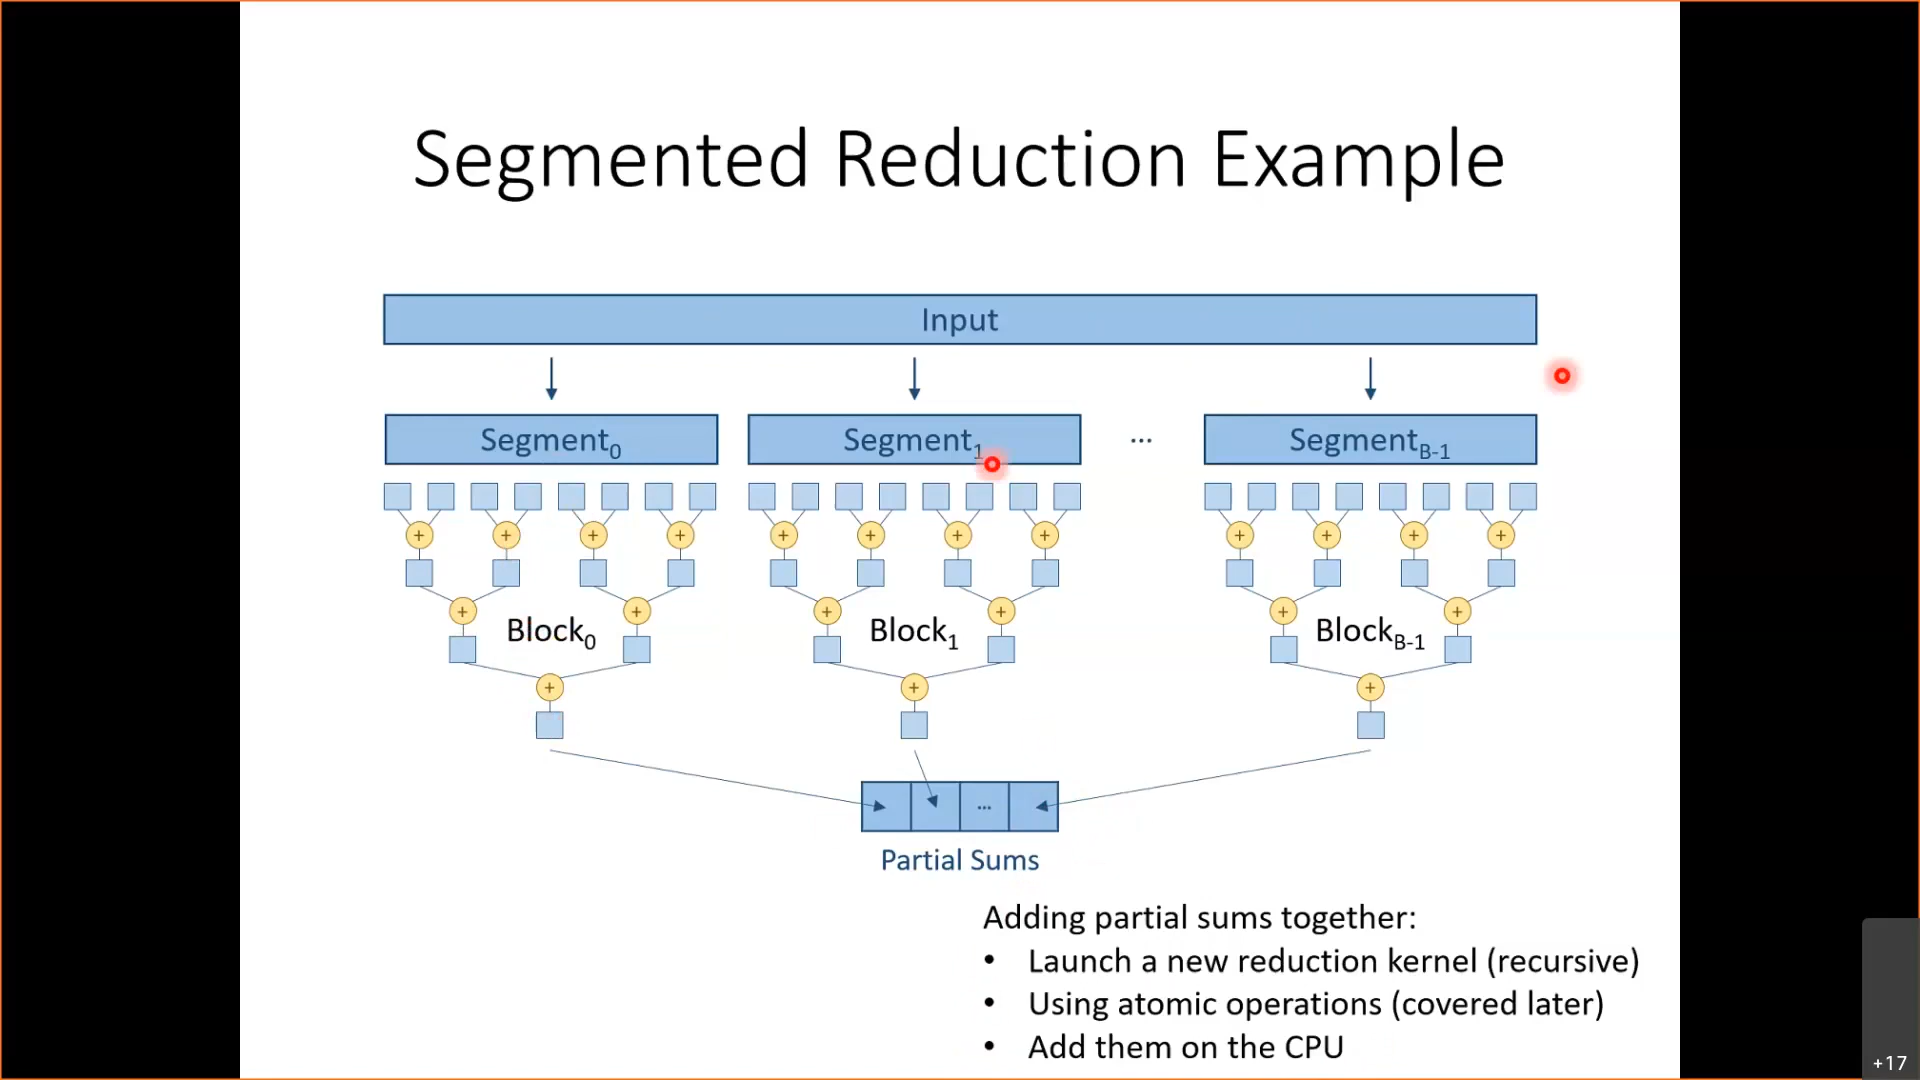 Segmented Reduction Example
Input
Segment0 Segment1 ... SegmentB-1
+ + + + + + + + + + + +
+ + + + + +
Block0 Block1 BlockB-1
+ + +
...
Partial Sums
Adding partial sums together:
• Launch a new reduction kernel (recursive)
• Using atomic operations (covered later)
• Add them on the CPU
+17